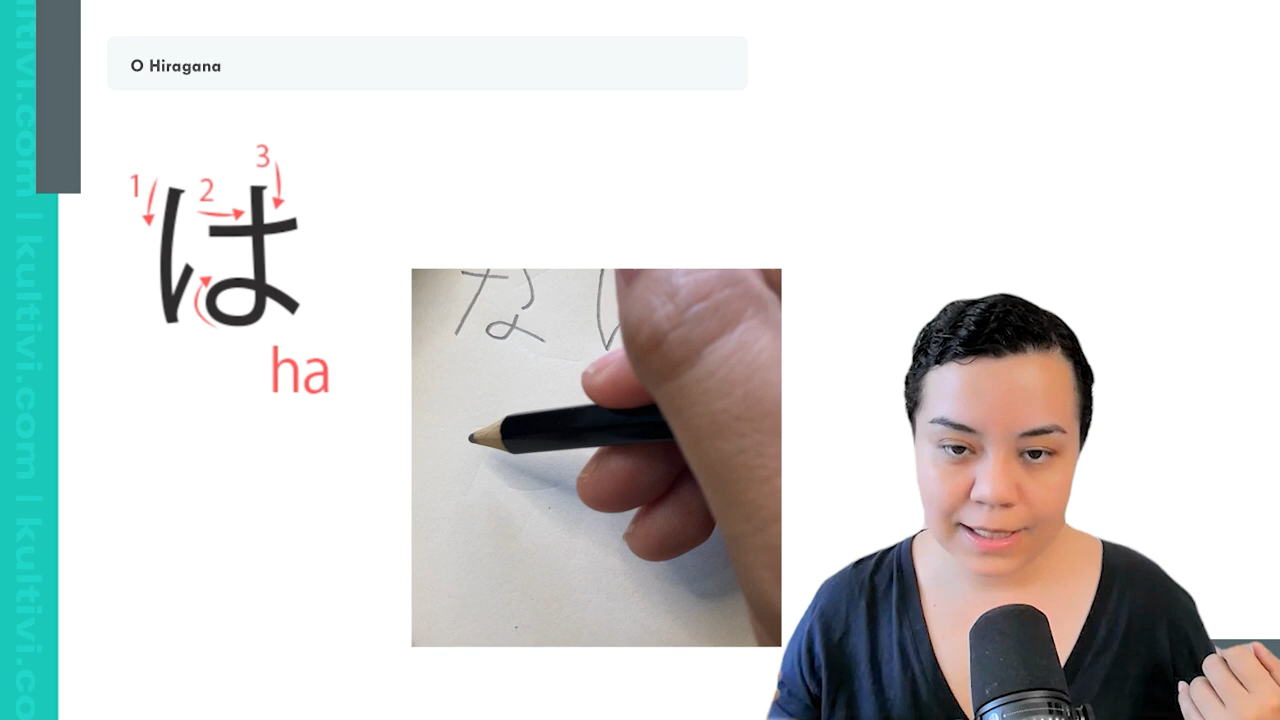 O Hiragana
1
2
3
は
ha
な
kultivi.com | kultivi.com | kultivi.com